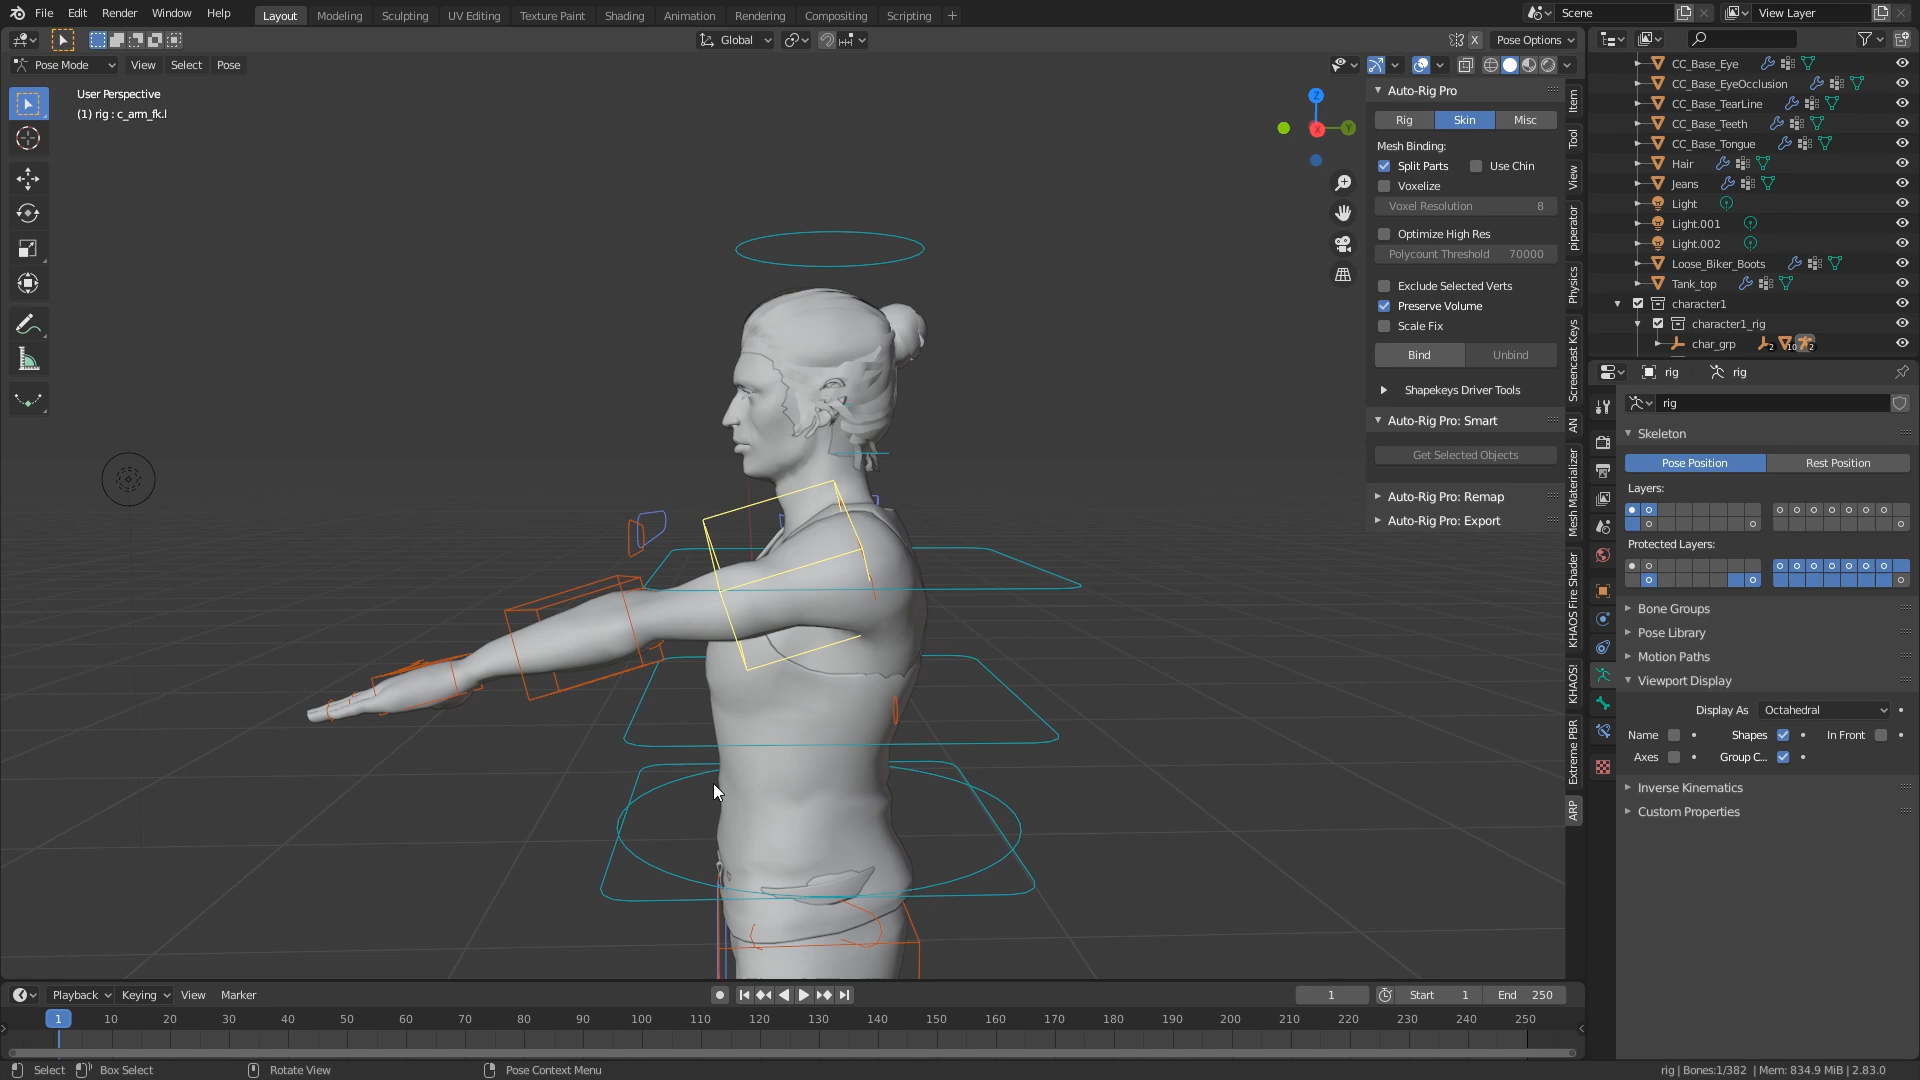 File Edit Render Window Help Layout Modeling Sculpting UV Editing Texture Paint Shading Animation Rendering Compositing Scripting + Scene View Layer
Global X Pose Options
Pose Mode View Select Pose
User Perspective
(1) rig : c_arm_fk.l
Z
X
Y
Auto-Rig Pro
Rig Skin Misc
Mesh Binding:
Split Parts Use Chin
Voxelize
Voxel Resolution 8
Optimize High Res
Polycount Threshold 70000
Exclude Selected Verts
Preserve Volume
Scale Fix
Bind Unbind
Shapekeys Driver Tools
Auto-Rig Pro: Smart
Get Selected Objects
Auto-Rig Pro: Remap
Auto-Rig Pro: Export
Item
Tool
View
piperator
Physics
Screencast Keys
AN
Mesh Materializer
KHAOS Fire Shader
KHAOS!
Extreme PBR
ARP
CC_Base_Eye
CC_Base_EyeOcclusion
CC_Base_TearLine
CC_Base_Teeth
CC_Base_Tongue
Hair
Jeans
Light
Light.001
Light.002
Loose_Biker_Boots
Tank_top
character1
character1_rig
char_grp 2 10 2
rig rig
rig
Skeleton
Pose Position Rest Position
Layers:
Protected Layers:
Bone Groups
Pose Library
Motion Paths
Viewport Display
Display As Octahedral
Name Shapes In Front
Axes Group C...
Inverse Kinematics
Custom Properties
Playback Keying View Marker 1 Start 1 End 250
1 10 20 30 40 50 60 70 80 90 100 110 120 130 140 150 160 170 180 190 200 210 220 230 240 250
Select Box Select Rotate View Pose Context Menu rig | Bones:1/382 | Mem: 834.9 MiB | 2.83.0